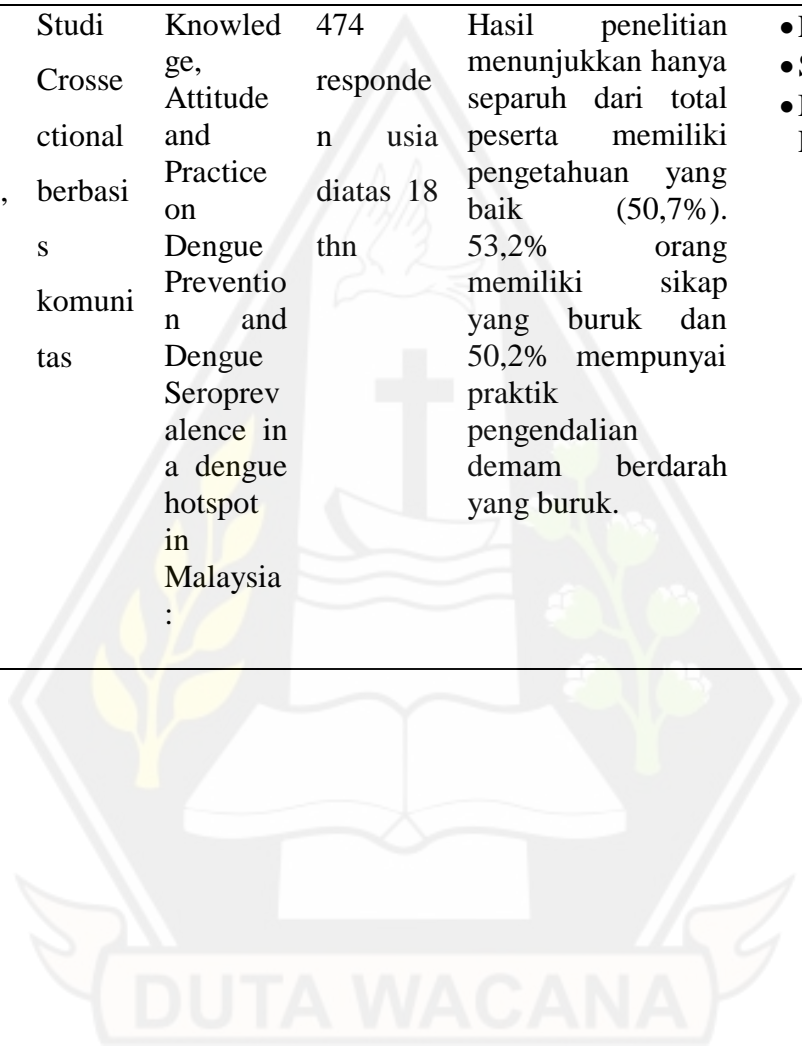 Studi
Crosse
ctional
berbasi
s
komuni
tas
Knowled
ge,
Attitude
and
Practice
on
Dengue
Preventio
n and
Dengue
Seroprev
alence in
a dengue
hotspot
in
Malaysia
:
474
responde
n usia
diatas 18
thn
Hasil penelitian
menunjukkan hanya
separuh dari total
peserta memiliki
pengetahuan yang
baik (50,7%).
53,2% orang
memiliki sikap
yang buruk dan
50,2% mempunyai
praktik
pengendalian
demam berdarah
yang buruk.
DUTA WACANA